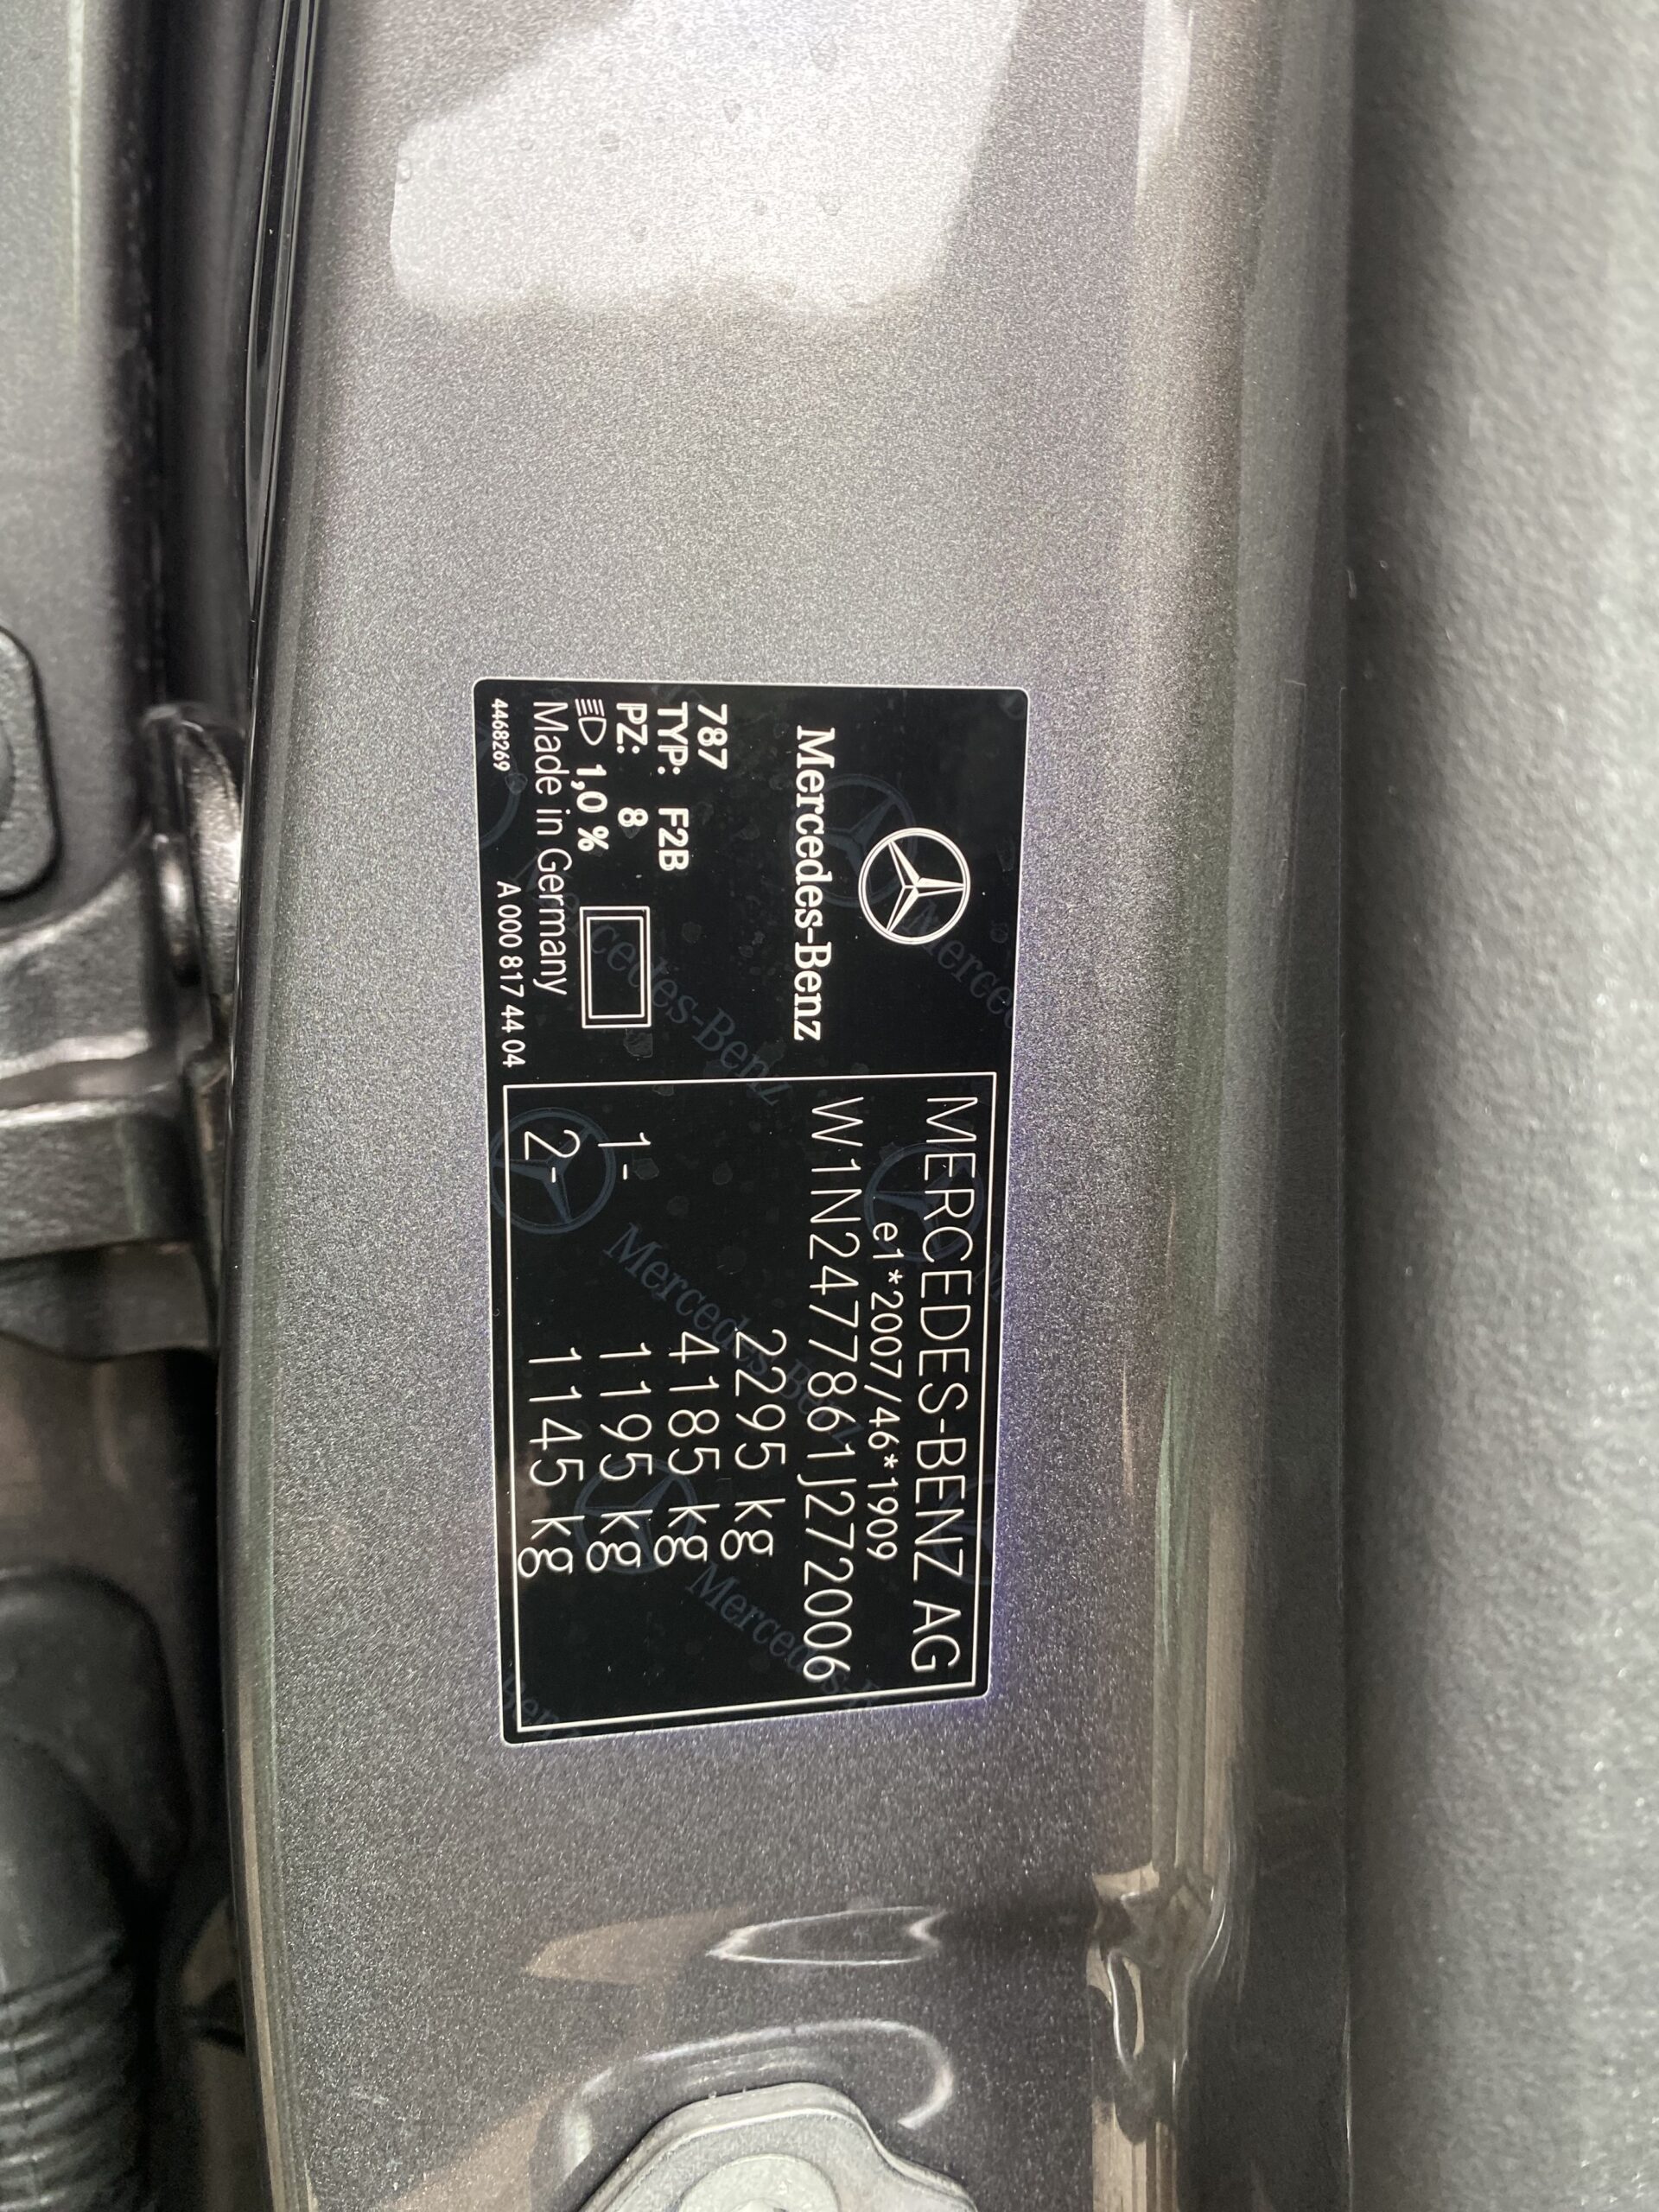 Mercedes-Benz
787
TYP: F2B
PZ: 8
1,0 %
Made in Germany
4468269 A 000 817 44 04
MERCEDES-BENZ AG
e1*2007/46*1909
W1N2477861J272006
2295 kg
4185 kg
1- 1195 kg
2- 1145 kg